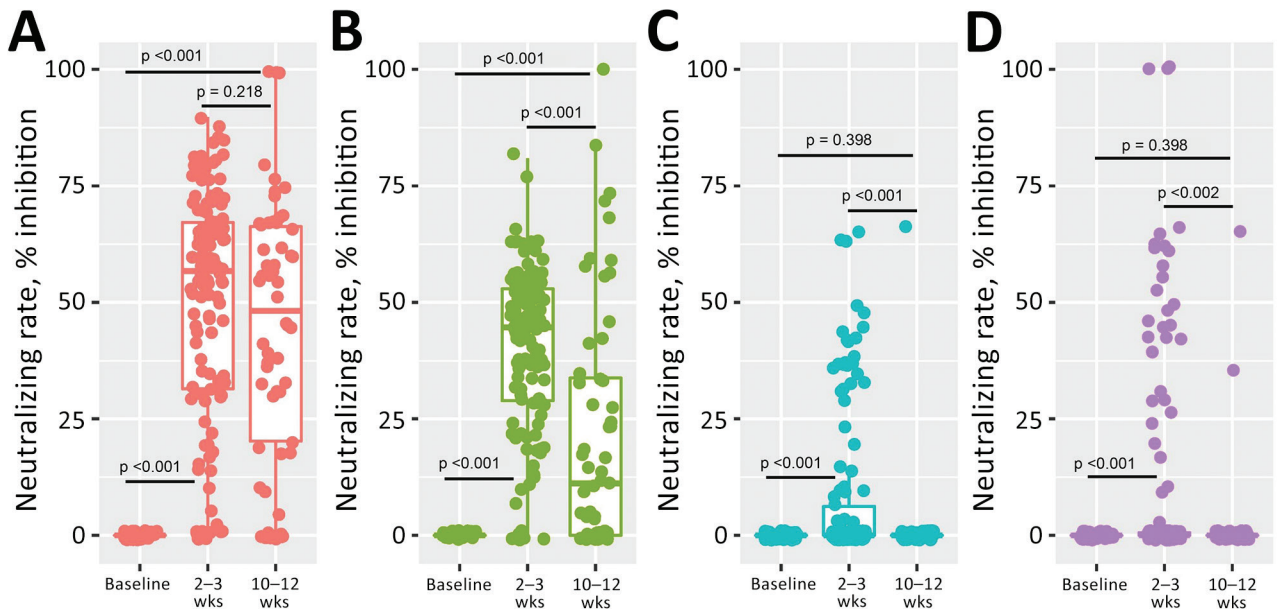 A
Neutralizing rate, % inhibition
100
75
50
25
0
p <0.001
p = 0.218
p <0.001
Baseline
2–3
wks
10–12
wks
B
Neutralizing rate, % inhibition
100
75
50
25
0
p <0.001
p <0.001
p <0.001
Baseline
2–3
wks
10–12
wks
C
Neutralizing rate, % inhibition
100
75
50
25
0
p = 0.398
p <0.001
p <0.001
Baseline
2–3
wks
10–12
wks
D
Neutralizing rate, % inhibition
100
75
50
25
0
p = 0.398
p <0.002
p <0.001
Baseline
2–3
wks
10–12
wks